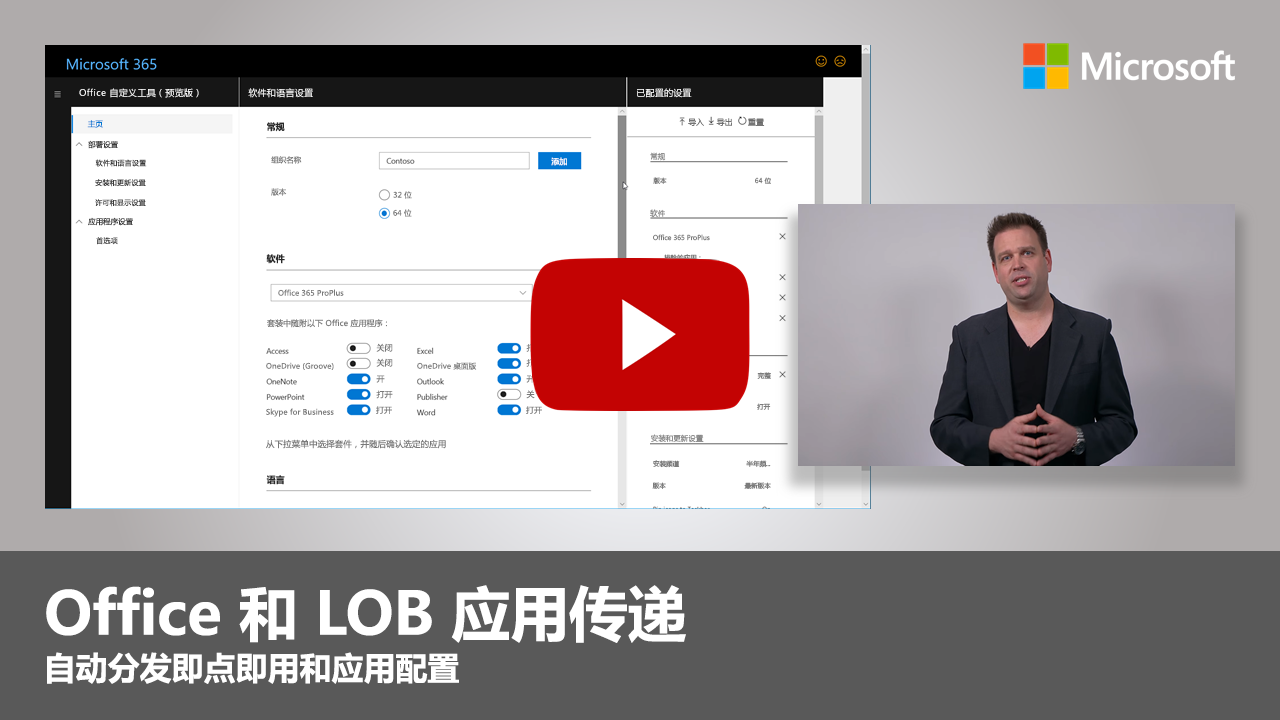 Microsoft 365
Microsoft
Office 自定义工具（预览版）
软件和语言设置
已配置的设置
主页
部署设置
软件和语言设置
安装和更新设置
许可和显示设置
应用程序设置
首选项
常规
组织名称
Contoso
添加
版本
32 位
64 位
软件
Office 365 ProPlus
套装中随附以下 Office 应用程序：
Access 关闭 Excel
OneDrive (Groove) 关闭 OneDrive 桌面版
OneNote 开 Outlook
PowerPoint 打开 Publisher 关
Skype for Business 打开 Word 打开
从下拉菜单中选择套件，并随后确认选定的应用
语言
导入 导出 重置
常规
版本 64 位
软件
Office 365 ProPlus
完整
打开
安装和更新设置
安装频道 半年频...
版本 最新版本
Office 和 LOB 应用传递
自动分发即点即用和应用配置